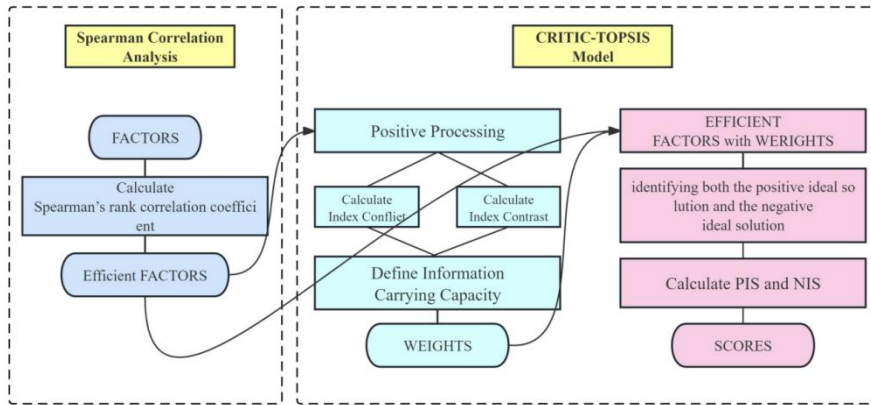 Spearman Correlation
Analysis
FACTORS
Calculate
Spearman's rank correlation coeffici
ent
Efficient FACTORS
CRITIC-TOPSIS
Model
Positive Processing
Calculate
Index Conflict
Calculate
Index Contrast
Define Information
Carrying Capacity
WEIGHTS
EFFICIENT
FACTORS with WERIGHTS
identifying both the positive ideal so
lution and the negative
ideal solution
Calculate PIS and NIS
SCORES